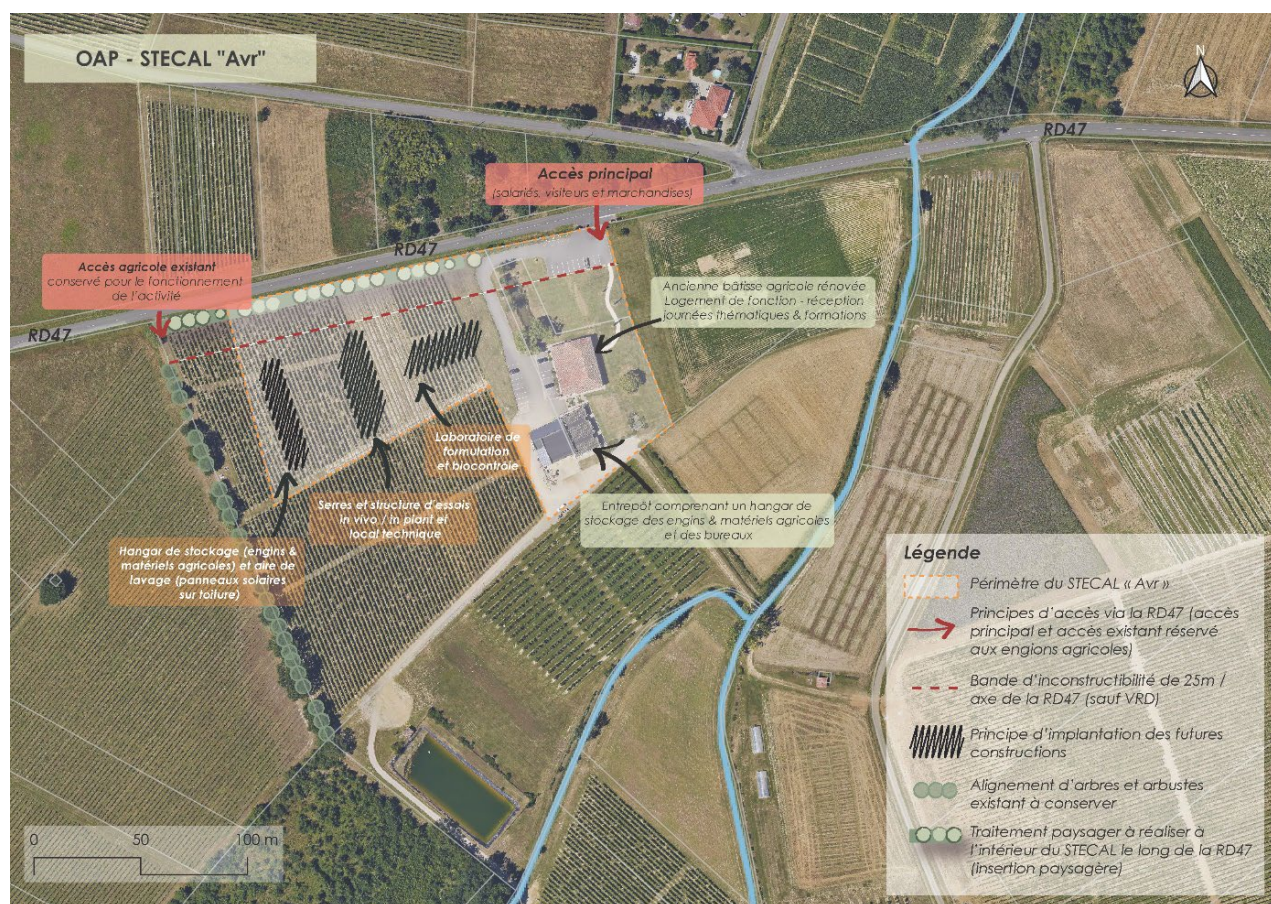 OAP - STECAL "Avr"
N
RD47
Accès principal
(salariés, visiteurs et marchandises)
RD47
Accès agricole existant
conservé pour le fonctionnement
de l'activité
RD47
Ancienne bâtisse agricole rénovée
Logement de fonction - réception
journées thématiques & formations
Laboratoire de
formulation
et biocontrôle
Serres et structure d'essais
in vivo / in plant et
local technique
Entrepôt comprenant un hangar de
stockage des engins & matériels agricoles
et des bureaux
Hangar de stockage (engins &
matériels agricoles) et aire de
lavage (panneaux solaires
sur toiture)
Légende
Périmètre du STECAL « Avr »
Principes d'accès via la RD47 (accès
principal et accès existant réservé
aux engions agricoles)
Bande d'inconstructibilité de 25m /
axe de la RD47 (sauf VRD)
Principe d'implantation des futures
constructions
Alignement d'arbres et arbustes
existant à conserver
Traitement paysager à réaliser à
l'intérieur du STECAL le long de la RD47
(insertion paysagère)
0 50 100 m